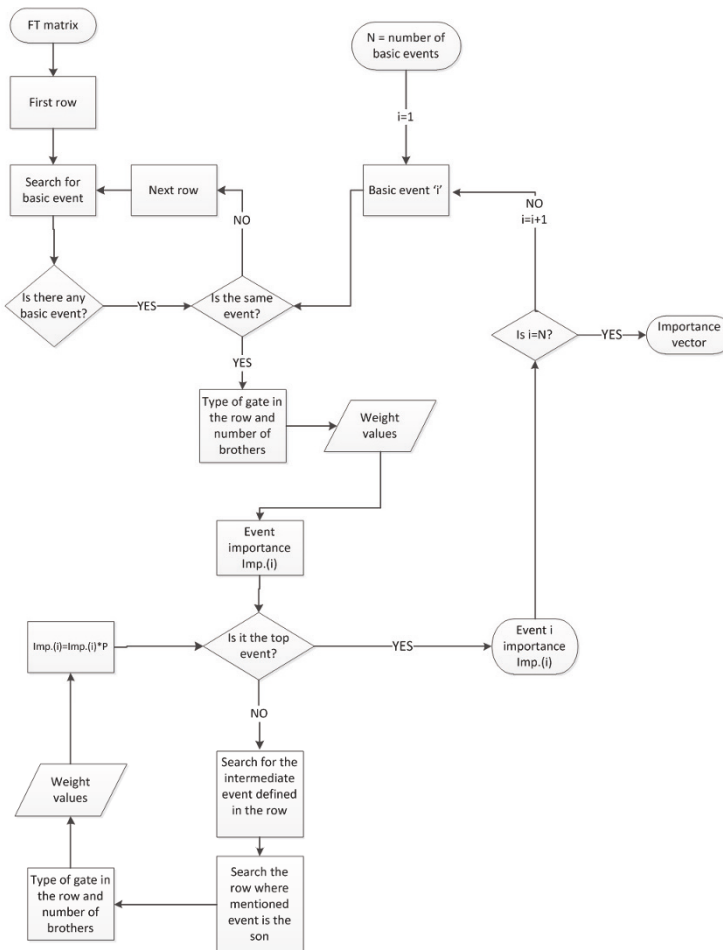 FT matrix
N = number of
basic events
First row
i=1
Search for
basic event
Next row
Basic event ‘i’
NO
NO
i=i+1
Is there any
basic event?
YES
Is the same
event?
Is i=N?
YES
Importance
vector
YES
Type of gate in
the row and
number of
brothers
Weight
values
Event
importance
Imp.(i)
Imp.(i)=Imp.(i)*P
Is it the top
event?
YES
Event i
importance
Imp.(i)
NO
Search for the
intermediate
event defined
in the row
Weight
values
Search the
row where
mentioned
event is the
son
Type of gate in
the row and
number of
brothers